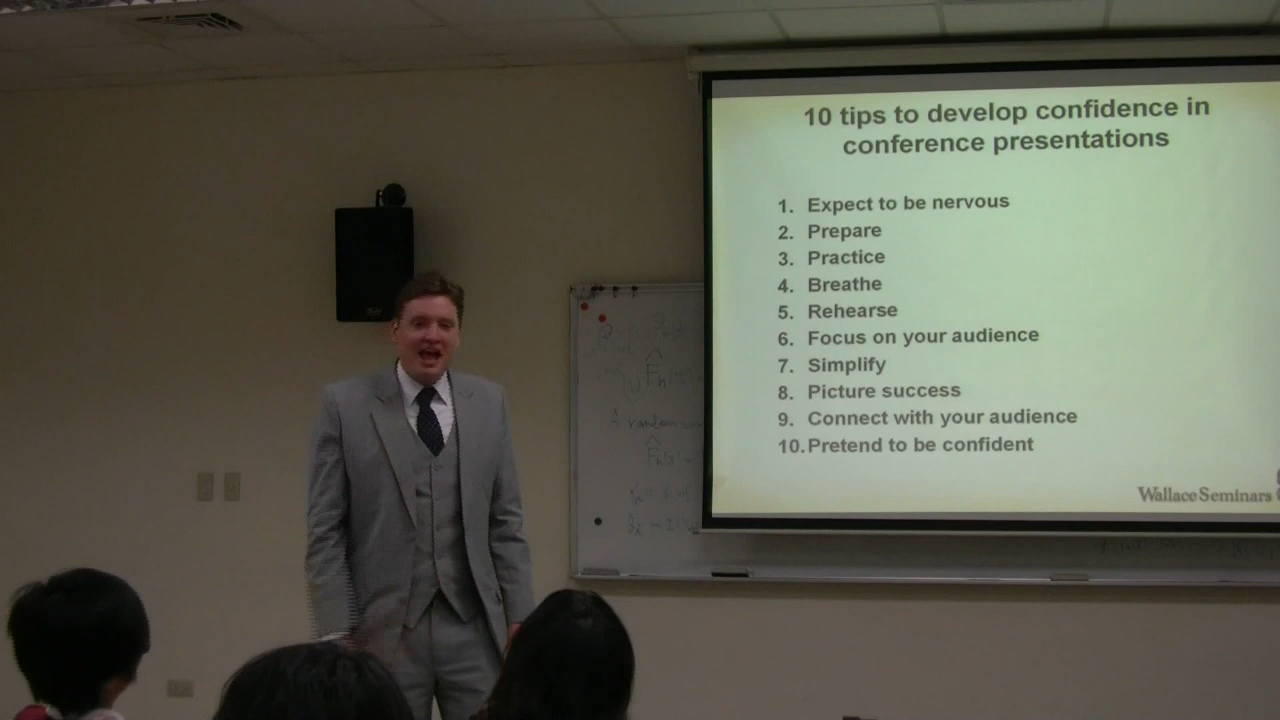 10 tips to develop confidence in
conference presentations
1. Expect to be nervous
2. Prepare
3. Practice
4. Breathe
5. Rehearse
6. Focus on your audience
7. Simplify
8. Picture success
9. Connect with your audience
10. Pretend to be confident
Wallace Seminars
A random